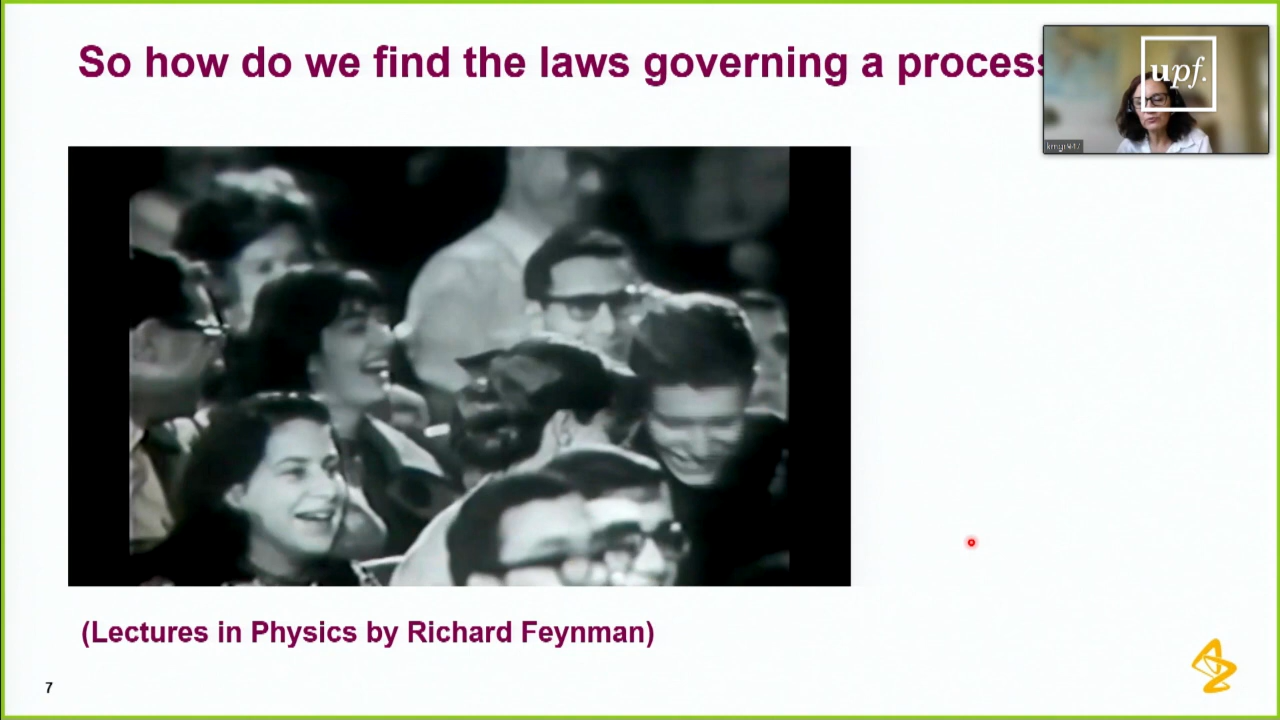 So how do we find the laws governing a process
upf.
(Lectures in Physics by Richard Feynman)
7